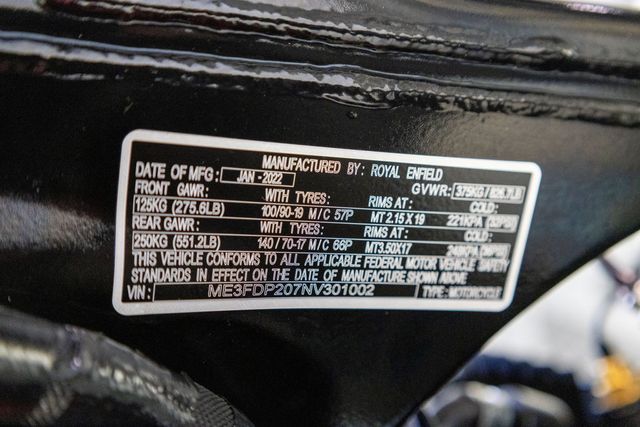 MANUFACTURED BY: ROYAL ENFIELD
DATE OF MFG: JAN-2022 GVWR: 375KG / 826.7LB
FRONT GAWR: WITH TYRES: RIMS AT: COLD:
125KG (275.6LB) 100/90-19 M/C 57P MT 2.15 X 19 221KPA (32PSI)
REAR GAWR: WITH TYRES: RIMS AT: COLD:
250KG (551.2LB) 140/70-17 M/C 66P MT3.50X17
THIS VEHICLE CONFORMS TO ALL APPLICABLE FEDERAL MOTOR VEHICLE SAFETY
STANDARDS IN EFFECT ON THE DATE OF MANUFACTURE SHOWN ABOVE
VIN: ME3FDP207NV301002 TYPE: MOTORCYCLE